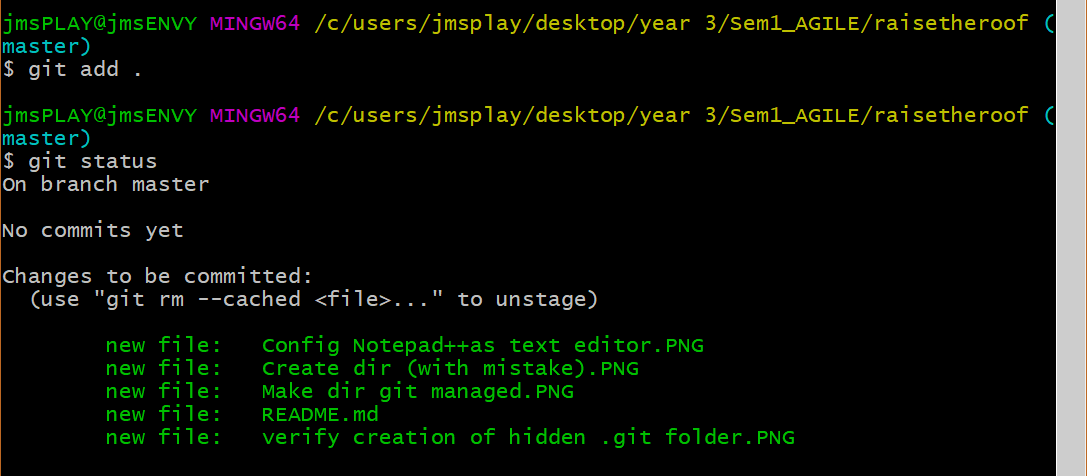 jmsPLAY@jmsENVY MINGW64 /c/users/jmsplay/desktop/year 3/Sem1_AGILE/raisetheroof (
master)
$ git add .
jmsPLAY@jmsENVY MINGW64 /c/users/jmsplay/desktop/year 3/Sem1_AGILE/raisetheroof (
master)
$ git status
On branch master
No commits yet
Changes to be committed:
(use "git rm --cached <file>..." to unstage)
new file: Config Notepad++as text editor.PNG
new file: Create dir (with mistake).PNG
new file: Make dir git managed.PNG
new file: README.md
new file: verify creation of hidden .git folder.PNG